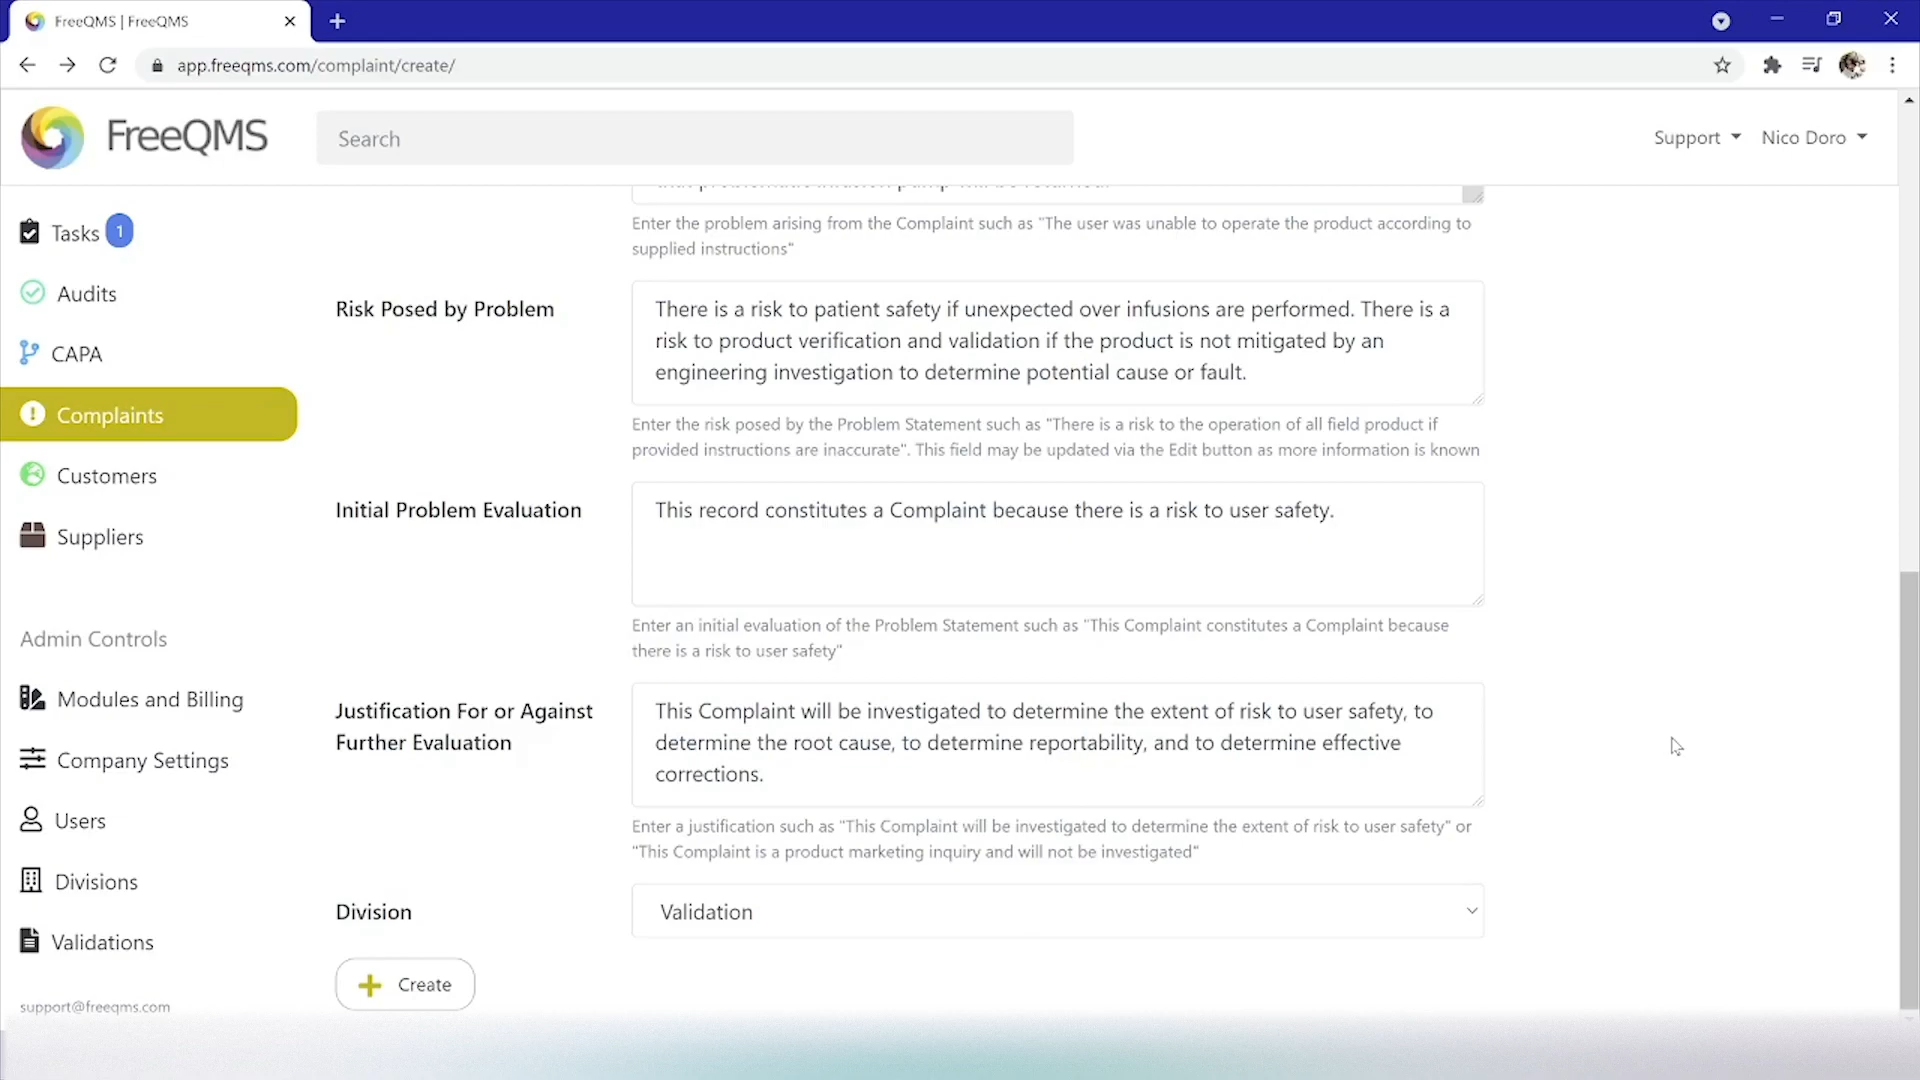 FreeQMS | FreeQMS
app.freeqms.com/complaint/create/
FreeQMS
Search
Support
Nico Doro
Tasks 1
Audits
CAPA
Complaints
Customers
Suppliers
Admin Controls
Modules and Billing
Company Settings
Users
Divisions
Validations
support@freeqms.com
Enter the problem arising from the Complaint such as "The user was unable to operate the product according to
supplied instructions"
Risk Posed by Problem
There is a risk to patient safety if unexpected over infusions are performed. There is a
risk to product verification and validation if the product is not mitigated by an
engineering investigation to determine potential cause or fault.
Enter the risk posed by the Problem Statement such as "There is a risk to the operation of all field product if
provided instructions are inaccurate". This field may be updated via the Edit button as more information is known
Initial Problem Evaluation
This record constitutes a Complaint because there is a risk to user safety.
Enter an initial evaluation of the Problem Statement such as "This Complaint constitutes a Complaint because
there is a risk to user safety"
Justification For or Against
Further Evaluation
This Complaint will be investigated to determine the extent of risk to user safety, to
determine the root cause, to determine reportability, and to determine effective
corrections.
Enter a justification such as "This Complaint will be investigated to determine the extent of risk to user safety" or
"This Complaint is a product marketing inquiry and will not be investigated"
Division
Validation
Create